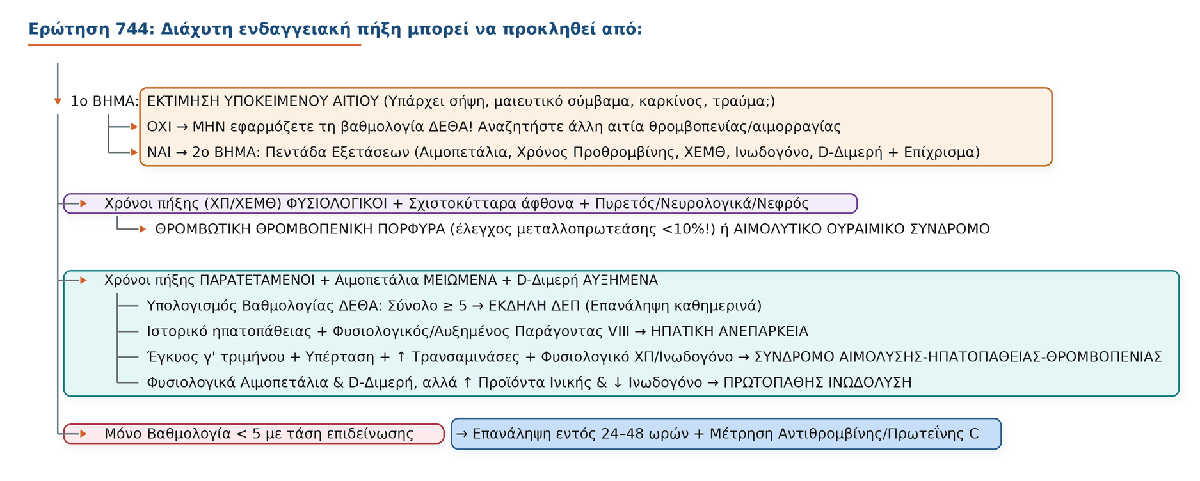 Ερώτηση 744: Διάχυτη ενδαγγειακή πήξη μπορεί να προκληθεί από:
1ο ΒΗΜΑ: ΕΚΤΙΜΗΣΗ ΥΠΟΚΕΙΜΕΝΟΥ ΑΙΤΙΟΥ (Υπάρχει σήψη, μαιευτικό σύμβαμα, καρκίνος, τραύμα;)
ΟΧΙ → ΜΗΝ εφαρμόζετε τη βαθμολογία ΔΕΘΑ! Αναζητήστε άλλη αιτία θρομβοπενίας/αιμορραγίας
ΝΑΙ → 2ο ΒΗΜΑ: Πεντάδα Εξετάσεων (Αιμοπετάλια, Χρόνος Προθρομβίνης, ΧΕΜΘ, Ινωδογόνο, D-Διμερή + Επίχρισμα)
Χρόνοι πήξης (ΧΠ/ΧΕΜΘ) ΦΥΣΙΟΛΟΓΙΚΟΙ + Σχιστοκύτταρα άφθονα + Πυρετός/Νευρολογικά/Νεφρός
ΘΡΟΜΒΩΤΙΚΗ ΘΡΟΜΒΟΠΕΝΙΚΗ ΠΟΡΦΥΡΑ (έλεγχος μεταλλοπρωτεάσης <10%!) ή ΑΙΜΟΛΥΤΙΚΟ ΟΥΡΑΙΜΙΚΟ ΣΥΝΔΡΟΜΟ
Χρόνοι πήξης ΠΑΡΑΤΕΤΑΜΕΝΟΙ + Αιμοπετάλια ΜΕΙΩΜΕΝΑ + D-Διμερή ΑΥΞΗΜΕΝΑ
Υπολογισμός Βαθμολογίας ΔΕΘΑ: Σύνολο ≥ 5 → ΕΚΔΗΛΗ ΔΕΠ (Επανάληψη καθημερινά)
Ιστορικό ηπατοπάθειας + Φυσιολογικός/Αυξημένος Παράγοντας VIII → ΗΠΑΤΙΚΗ ΑΝΕΠΑΡΚΕΙΑ
Έγκυος γ' τριμήνου + Υπέρταση + ↑ Τρανσαμινάσες + Φυσιολογικό ΧΠ/Ινωδογόνο → ΣΥΝΔΡΟΜΟ ΑΙΜΟΛΥΣΗΣ-ΗΠΑΤΟΠΑΘΕΙΑΣ-ΘΡΟΜΒΟΠΕΝΙΑΣ
Φυσιολογικά Αιμοπετάλια & D-Διμερή, αλλά ↑ Προϊόντα Ινικής & ↓ Ινωδογόνο → ΠΡΩΤΟΠΑΘΗΣ ΙΝΩΔΟΛΥΣΗ
Μόνο Βαθμολογία < 5 με τάση επιδείνωσης → Επανάληψη εντός 24–48 ωρών + Μέτρηση Αντιθρομβίνης/Πρωτεΐνης C